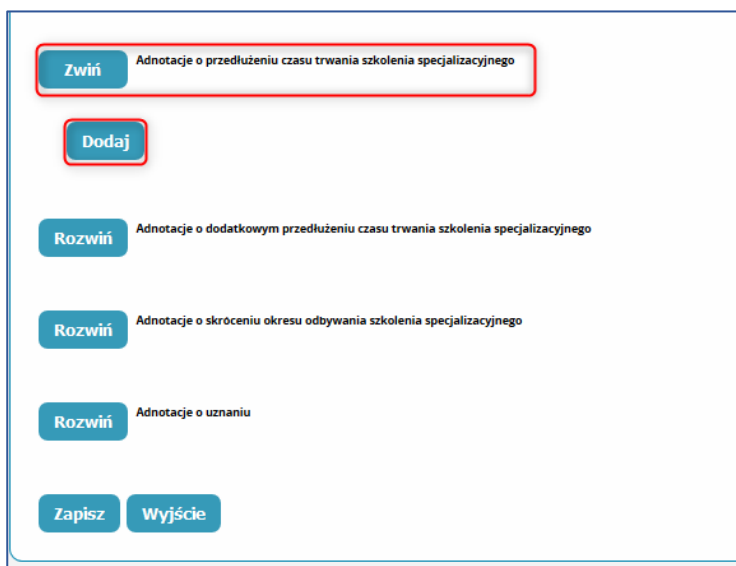 Zwiń Adnotacje o przedłużeniu czasu trwania szkolenia specjalizacyjnego
Dodaj
Rozwiń Adnotacje o dodatkowym przedłużeniu czasu trwania szkolenia specjalizacyjnego
Rozwiń Adnotacje o skróceniu okresu odbywania szkolenia specjalizacyjnego
Rozwiń Adnotacje o uznaniu
Zapisz Wyjście